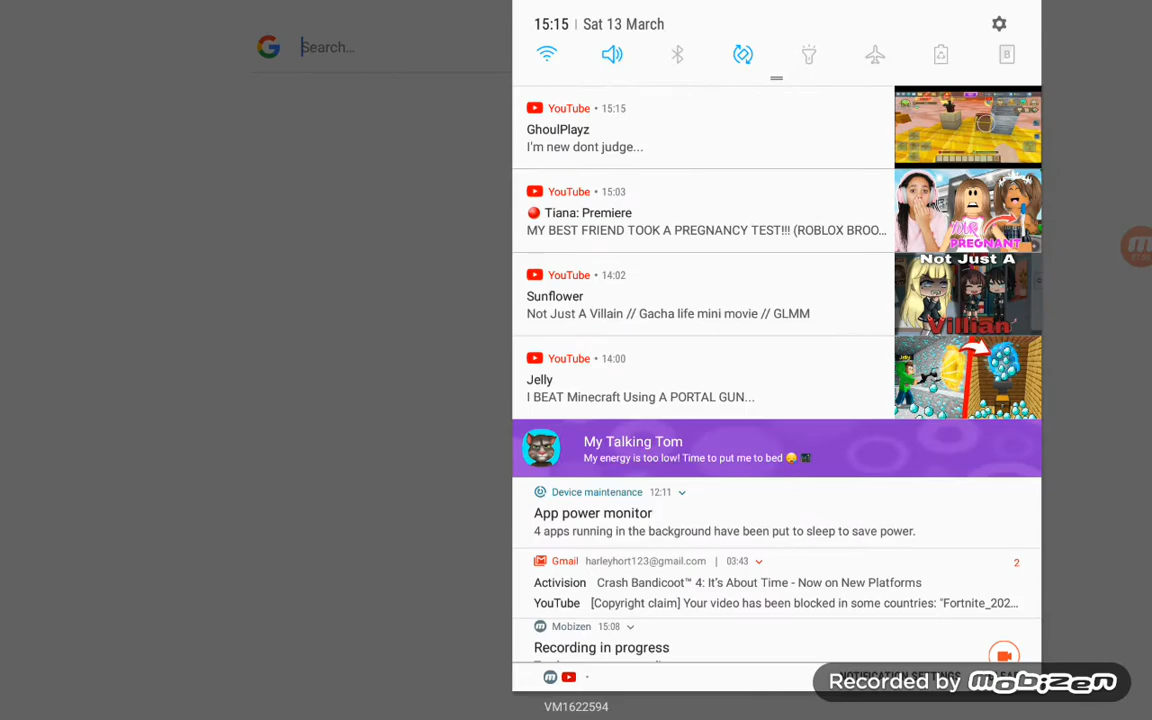 15:15 | Sat 13 March
Search...
YouTube • 15:15
GhoulPlayz
I'm new dont judge...
YouTube • 15:03
Tiana: Premiere
MY BEST FRIEND TOOK A PREGNANCY TEST!!! (ROBLOX BROO...
PREGNANT
YouTube • 14:02
Not Just A
Sunflower
Not Just A Villain // Gacha life mini movie // GLMM
Villian
YouTube • 14:00
Jelly
Jelly
I BEAT Minecraft Using A PORTAL GUN...
My Talking Tom
My energy is too low! Time to put me to bed
Device maintenance 12:11
App power monitor
4 apps running in the background have been put to sleep to save power.
Gmail harleyhort123@gmail.com | 03:43
2
Activision Crash Bandicoot™ 4: It's About Time - Now on New Platforms
YouTube [Copyright claim] Your video has been blocked in some countries: "Fortnite_202...
Mobizen 15:08
Recording in progress
NOTIFICATION SETTINGS
Recorded by mobizen
VM1622594